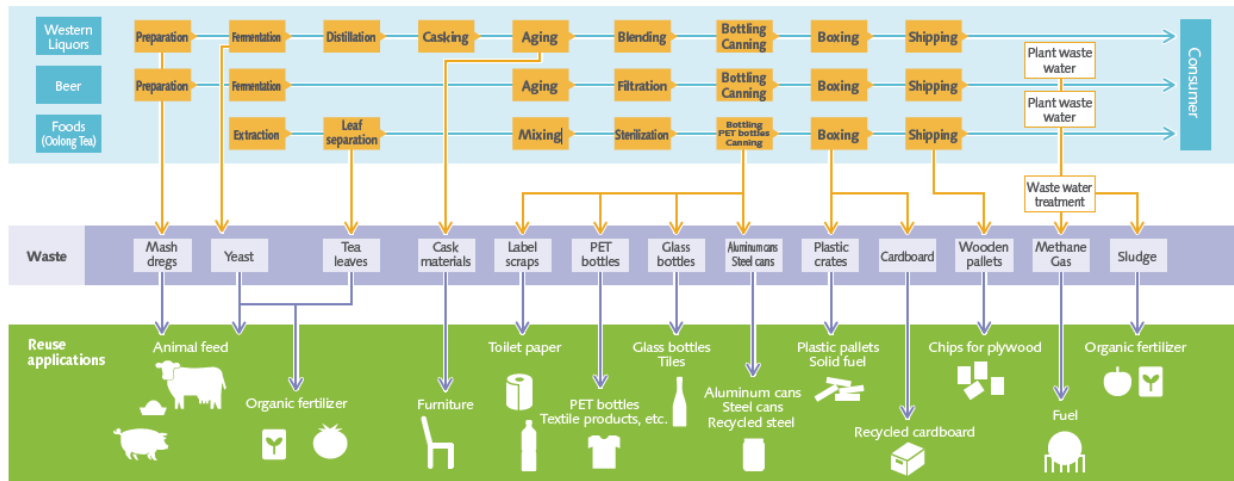 Western
Liquors
Preparation
Fermentation
Distillation
Casking
Aging
Blending
Bottling
Canning
Boxing
Shipping
Plant waste
water
Consumer
Beer
Preparation
Fermentation
Aging
Filtration
Bottling
Canning
Boxing
Shipping
Plant waste
water
Foods
(Oolong Tea)
Extraction
Leaf
separation
Mixing
Sterilization
Bottling
PET bottles
Canning
Boxing
Shipping
Waste water
treatment
Waste
Mash
dregs
Yeast
Tea
leaves
Cask
materials
Label
scraps
PET
bottles
Glass
bottles
Aluminum cans
Steel cans
Plastic
crates
Cardboard
Wooden
pallets
Methane
Gas
Sludge
Reuse
applications
Animal feed
Organic fertilizer
Furniture
Toilet paper
PET bottles
Textile products, etc.
Glass bottles
Tiles
Aluminum cans
Steel cans
Recycled steel
Plastic pallets
Solid fuel
Recycled cardboard
Chips for plywood
Fuel
Organic fertilizer